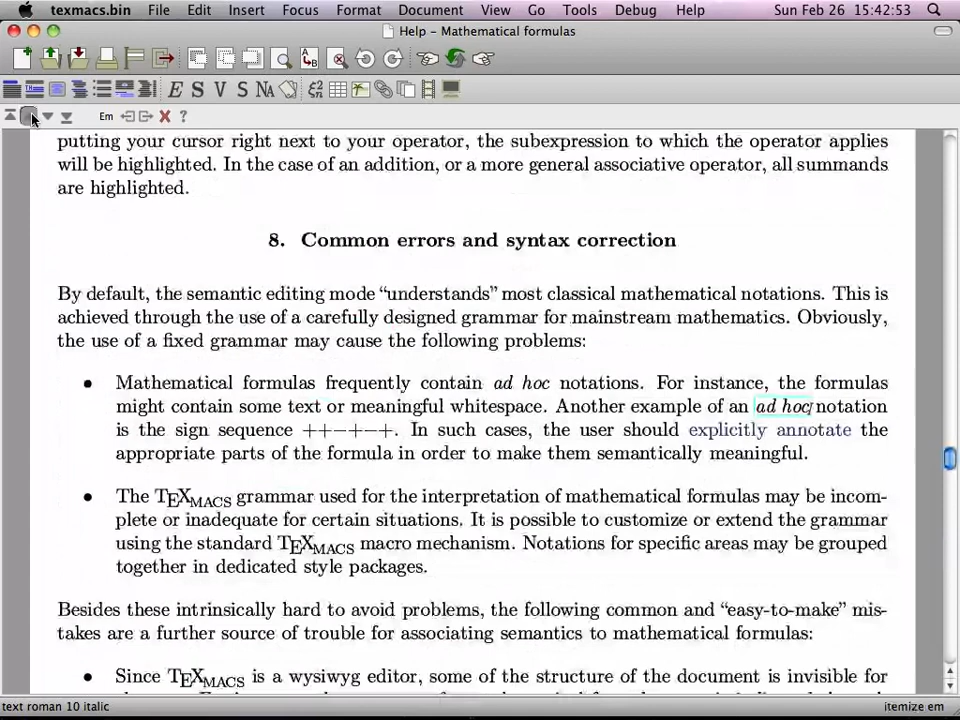 texmacs.bin File Edit Insert Focus Format Document View Go Tools Debug Help Sun Feb 26 15:42:53
Help - Mathematical formulas
E S V S NA
Em ?
putting your cursor right next to your operator, the subexpression to which the operator applies
will be highlighted. In the case of an addition, or a more general associative operator, all summands
are highlighted.
8. Common errors and syntax correction
By default, the semantic editing mode “understands” most classical mathematical notations. This is
achieved through the use of a carefully designed grammar for mainstream mathematics. Obviously,
the use of a fixed grammar may cause the following problems:
• Mathematical formulas frequently contain ad hoc notations. For instance, the formulas
might contain some text or meaningful whitespace. Another example of an ad hoc notation
is the sign sequence ++−+−+. In such cases, the user should explicitly annotate the
appropriate parts of the formula in order to make them semantically meaningful.
• The TEXMACS grammar used for the interpretation of mathematical formulas may be incom-
plete or inadequate for certain situations. It is possible to customize or extend the grammar
using the standard TEXMACS macro mechanism. Notations for specific areas may be grouped
together in dedicated style packages.
Besides these intrinsically hard to avoid problems, the following common and “easy-to-make” mis-
takes are a further source of trouble for associating semantics to mathematical formulas:
• Since TEXMACS is a wysiwyg editor, some of the structure of the document is invisible for
text roman 10 italic itemize em